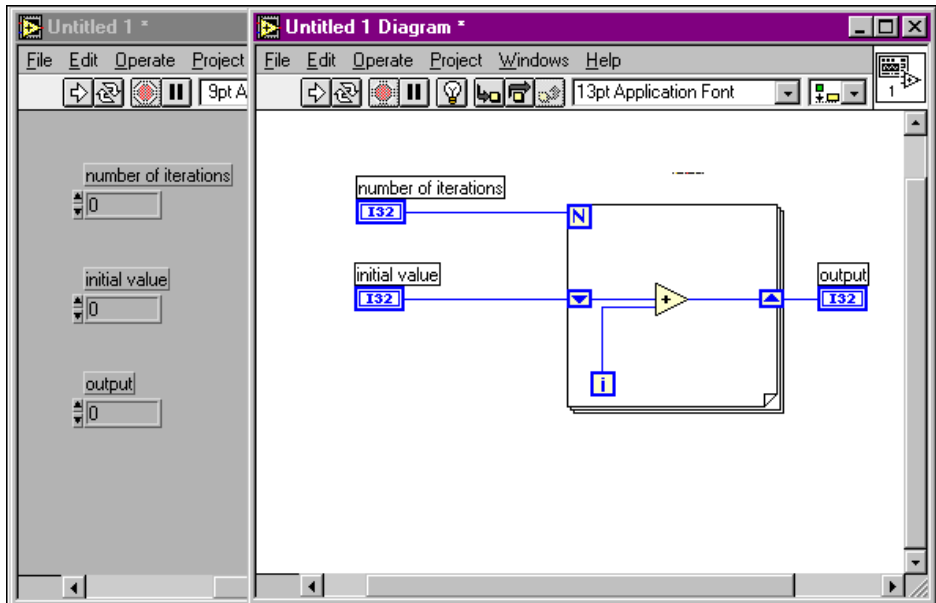 Untitled 1 *
File Edit Operate Project
9pt A
number of iterations
0
initial value
0
output
0
Untitled 1 Diagram *
File Edit Operate Project Windows Help
13pt Application Font
1
number of iterations
I32
N
initial value
I32
+
output
I32
i